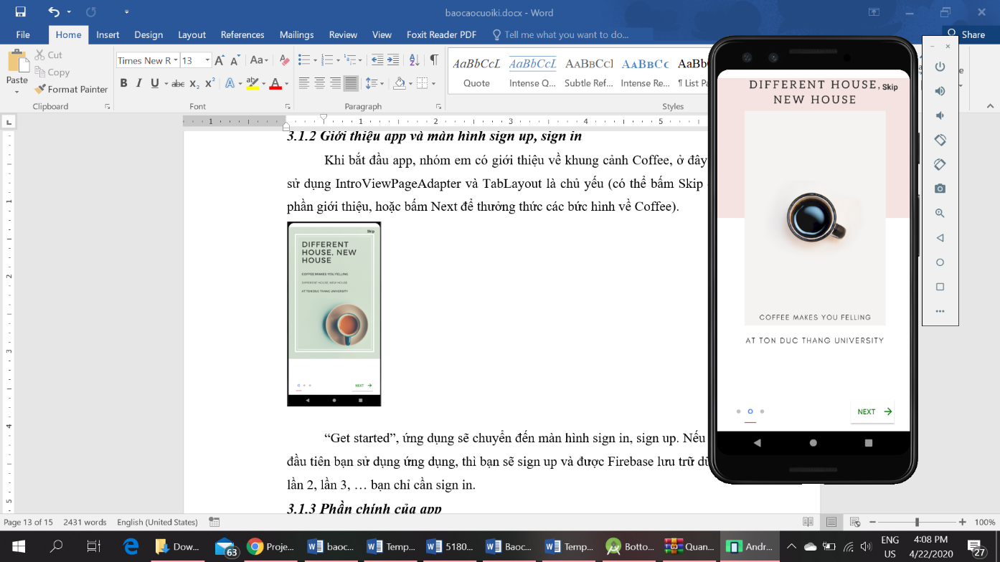 baocaocuoiki.docx - Word
File Home Insert Design Layout References Mailings Review View Foxit Reader PDF Tell me what you want to do... Share
Paste
Cut
Copy
Format Painter
Clipboard
Times New R 13
Font
Paragraph
AaBbCcL AaBbCcL AaBbCcI AaBbCc AaBb
Quote Intense Q... Subtle Ref... Intense Re... ¶ List Pa
Styles
3.1.2 Giới thiệu app và màn hình sign up, sign in
Khi bắt đầu app, nhóm em có giới thiệu về khung cảnh Coffee, ở đây
sử dụng IntroViewPageAdapter và TabLayout là chủ yếu (có thể bấm Skip
phần giới thiệu, hoặc bấm Next để thưởng thức các bức hình về Coffee).
Skip
DIFFERENT
HOUSE, NEW
HOUSE
COFFEE MAKES YOU FELLING
DIFFERENT HOUSE, NEW HOUSE
AT TON DUC THANG UNIVERSITY
NEXT
“Get started”, ứng dụng sẽ chuyển đến màn hình sign in, sign up. Nếu
đầu tiên bạn sử dụng ứng dụng, thì bạn sẽ sign up và được Firebase lưu trữ dữ
lần 2, lần 3, … bạn chỉ cần sign in.
3.1.3 Phần chính của app
DIFFERENT HOUSE, Skip
NEW HOUSE
COFFEE MAKES YOU FELLING
AT TON DUC THANG UNIVERSITY
NEXT
Page 13 of 15 2431 words English (United States) 100%
63 Dow... Proje... baoc... Temp... 5180... Baoc... Temp... Botto... Quan... Andr...
ENG
US
4:08 PM
4/22/2020
27